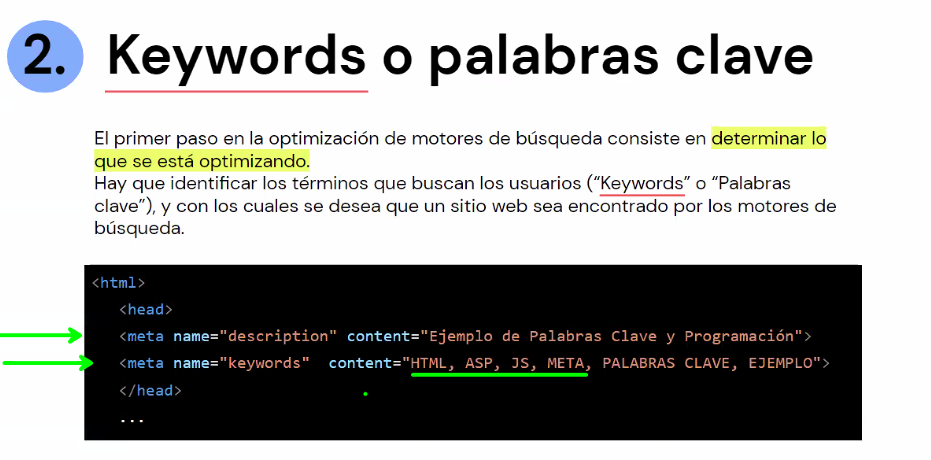 2. Keywords o palabras clave
El primer paso en la optimización de motores de búsqueda consiste en determinar lo
que se está optimizando.
Hay que identificar los términos que buscan los usuarios (“Keywords” o “Palabras
clave”), y con los cuales se desea que un sitio web sea encontrado por los motores de
búsqueda.
<html>
<head>
<meta name="description" content="Ejemplo de Palabras Clave y Programación">
<meta name="keywords"  content="HTML, ASP, JS, META, PALABRAS CLAVE, EJEMPLO">
</head>
...